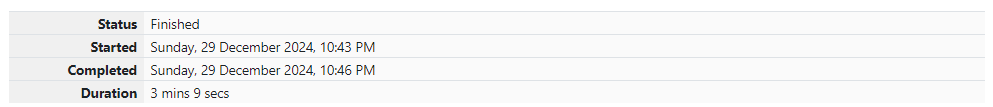 Status Finished
Started Sunday, 29 December 2024, 10:43 PM
Completed Sunday, 29 December 2024, 10:46 PM
Duration 3 mins 9 secs